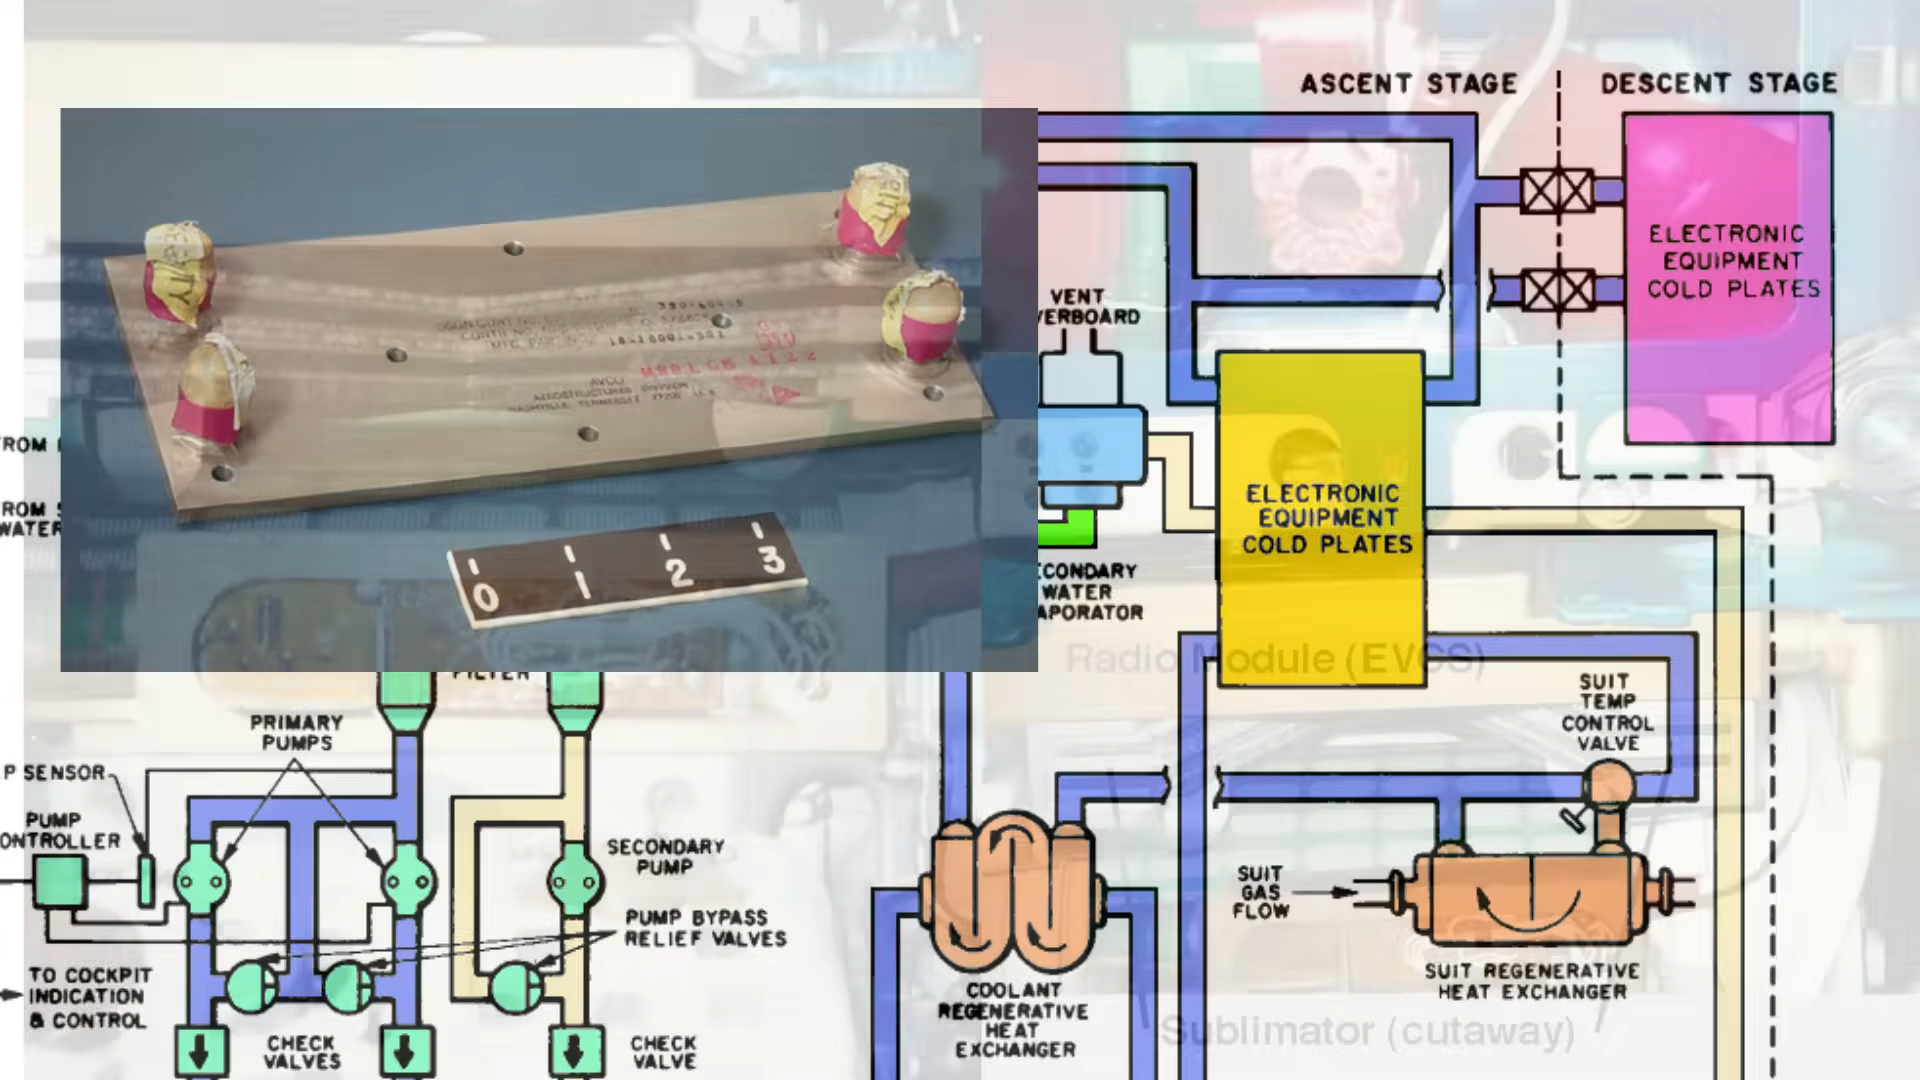 ASCENT STAGE
DESCENT STAGE
ELECTRONIC
EQUIPMENT
COLD PLATES
VENT
VERBOARD
ELECTRONIC
EQUIPMENT
COLD PLATES
ROM
ROM
WATER
AVCO
0 1 2 3
ECONDARY
WATER
APORATOR
Radio Module (EVCS)
FILTER
SUIT
TEMP
CONTROL
VALVE
PRIMARY
PUMPS
P SENSOR
PUMP
ONTROLLER
SECONDARY
PUMP
SUIT
GAS
FLOW
PUMP BYPASS
RELIEF VALVES
TO COCKPIT
INDICATION
& CONTROL
COOLANT
REGENERATIVE
HEAT
EXCHANGER
SUIT REGENERATIVE
HEAT EXCHANGER
CHECK
VALVES
CHECK
VALVE
Sublimator (cutaway)